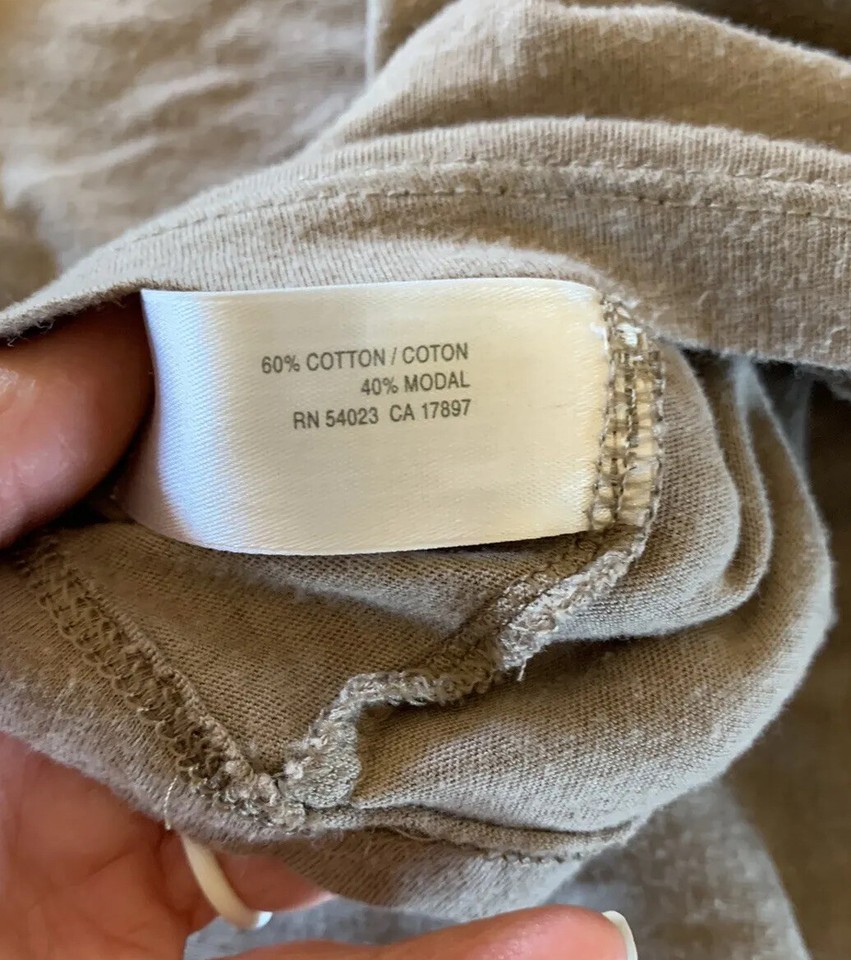 60% COTTON / COTON
40% MODAL
RN 54023 CA 17897